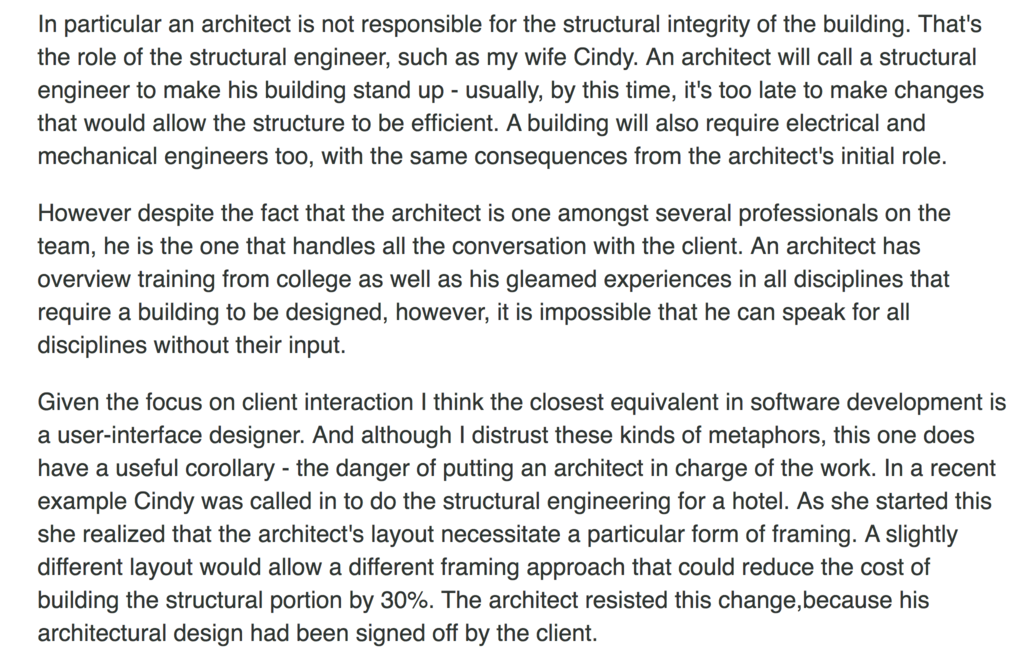 In particular an architect is not responsible for the structural integrity of the building. That's
the role of the structural engineer, such as my wife Cindy. An architect will call a structural
engineer to make his building stand up - usually, by this time, it's too late to make changes
that would allow the structure to be efficient. A building will also require electrical and
mechanical engineers too, with the same consequences from the architect's initial role.
However despite the fact that the architect is one amongst several professionals on the
team, he is the one that handles all the conversation with the client. An architect has
overview training from college as well as his gleamed experiences in all disciplines that
require a building to be designed, however, it is impossible that he can speak for all
disciplines without their input.
Given the focus on client interaction I think the closest equivalent in software development is
a user-interface designer. And although I distrust these kinds of metaphors, this one does
have a useful corollary - the danger of putting an architect in charge of the work. In a recent
example Cindy was called in to do the structural engineering for a hotel. As she started this
she realized that the architect's layout necessitate a particular form of framing. A slightly
different layout would allow a different framing approach that could reduce the cost of
building the structural portion by 30%. The architect resisted this change,because his
architectural design had been signed off by the client.